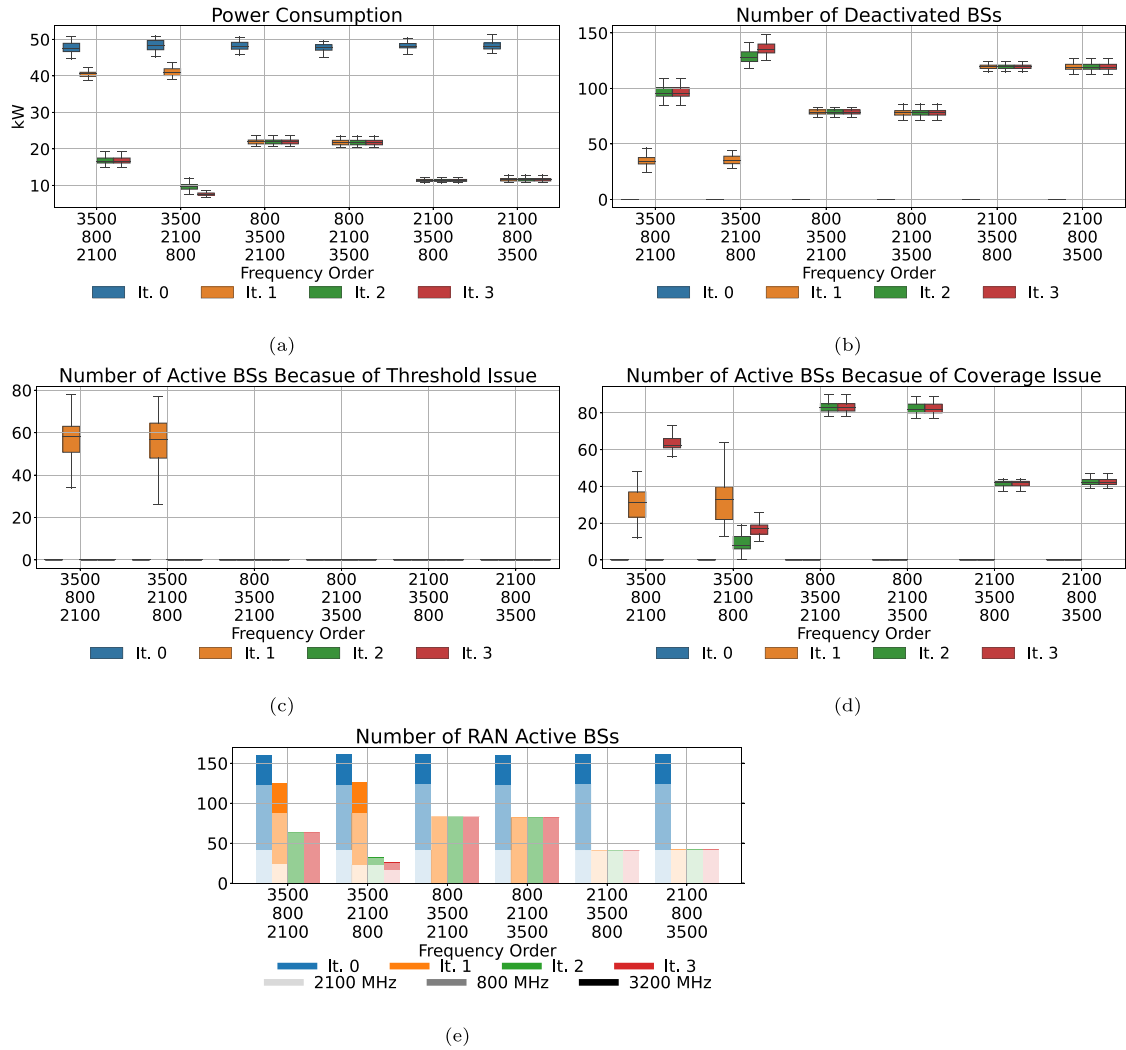 Power Consumption
50
40
30
20
10
kW
3500 3500 800 800 2100 2100
800 2100 3500 2100 3500 800
2100 800 2100 3500 800 3500
Frequency Order
It. 0 It. 1 It. 2 It. 3
(a)
Number of Deactivated BSs
150
100
50
0
3500 3500 800 800 2100 2100
800 2100 3500 2100 3500 800
2100 800 2100 3500 800 3500
Frequency Order
It. 0 It. 1 It. 2 It. 3
(b)
Number of Active BSs Becasue of Threshold Issue
80
60
40
20
0
3500 3500 800 800 2100 2100
800 2100 3500 2100 3500 800
2100 800 2100 3500 800 3500
Frequency Order
It. 0 It. 1 It. 2 It. 3
(c)
Number of Active BSs Becasue of Coverage Issue
80
60
40
20
0
3500 3500 800 800 2100 2100
800 2100 3500 2100 3500 800
2100 800 2100 3500 800 3500
Frequency Order
It. 0 It. 1 It. 2 It. 3
(d)
Number of RAN Active BSs
150
100
50
0
3500 3500 800 800 2100 2100
800 2100 3500 2100 3500 800
2100 800 2100 3500 800 3500
Frequency Order
It. 0 It. 1 It. 2 It. 3
2100 MHz 800 MHz 3200 MHz
(e)